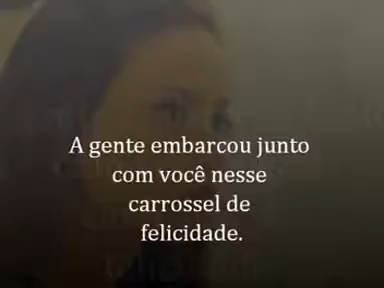 A gente embarcou junto
com você nesse
carrossel de
felicidade.